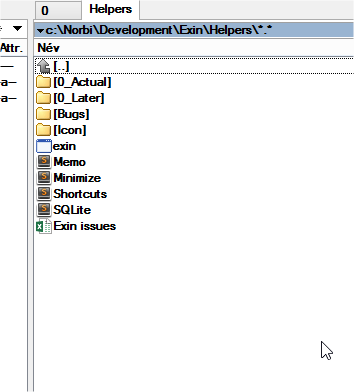 0 Helpers
c:\Norbi\Development\Exin\Helpers\*.*
Attr. Név
— [..]
a— [0_Actual]
a— [0_Later]
[Bugs]
[Icon]
exin
Memo
Minimize
Shortcuts
SQLite
Exin issues